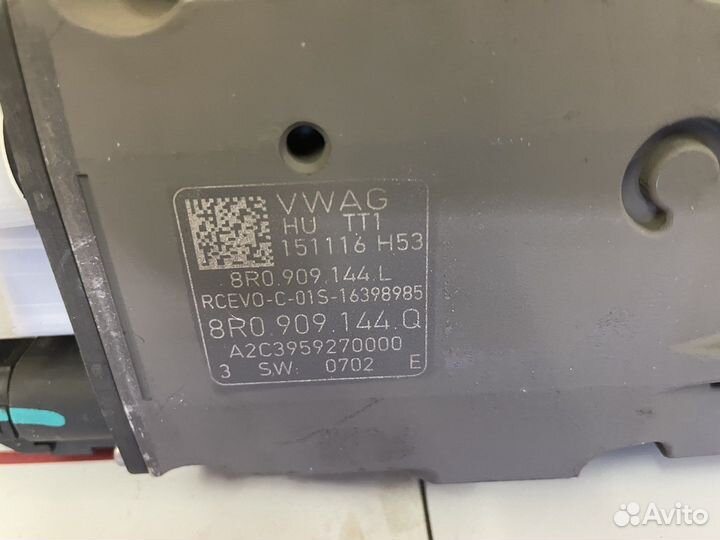 VWAG
HU TT1
151116 H53
8R0.909.144.L
RCEVO-C-01S-16398985
8R0.909.144.Q
A2C3959270000
3 SW: 0702 E
Avito